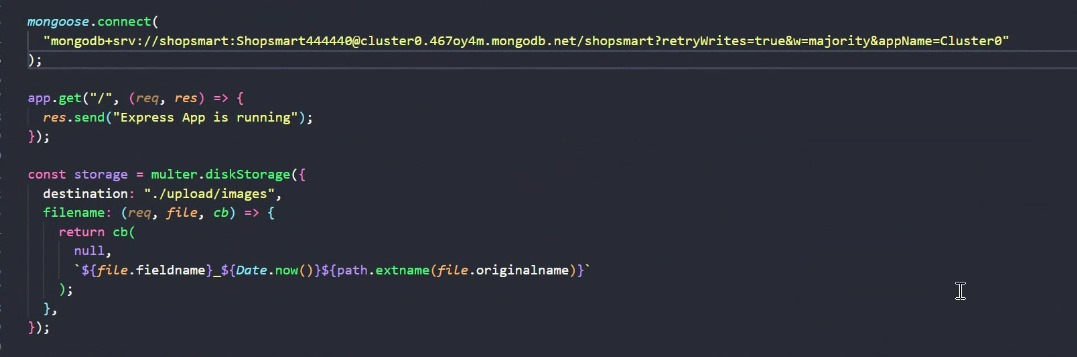 mongoose.connect(
"mongodb+srv://shopsmart:Shopsmart444440@cluster0.467oy4m.mongodb.net/shopsmart?retryWrites=true&w=majority&appName=Cluster0"
);
app.get("/", (req, res) => {
res.send("Express App is running");
});
const storage = multer.diskStorage({
destination: "./upload/images",
filename: (req, file, cb) => {
return cb(
null,
`${file.fieldname}_${Date.now()}${path.extname(file.originalname)}`
);
},
});